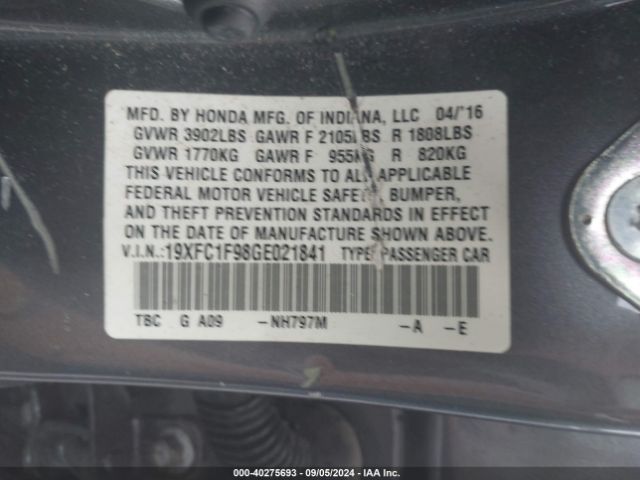 MFD. BY HONDA MFG. OF INDIANA, LLC 04/'16
GVWR 3902LBS GAWR F 2105LBS R 1808LBS
GVWR 1770KG GAWR F 955KG R 820KG
THIS VEHICLE CONFORMS TO ALL APPLICABLE
FEDERAL MOTOR VEHICLE SAFETY, BUMPER,
AND THEFT PREVENTION STANDARDS IN EFFECT
ON THE DATE OF MANUFACTURE SHOWN ABOVE.
V.I.N.:19XFC1F98GE021841 TYPE: PASSENGER CAR
TBC G A09 -NH797M -A -E
000-40275693 - 09/05/2024 - IAA Inc.